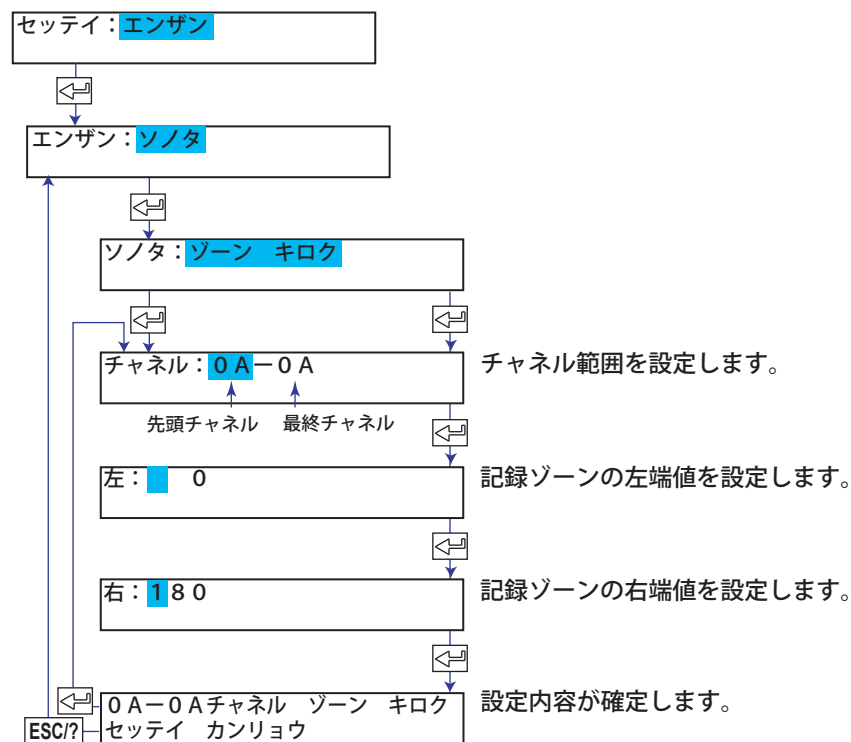 セッテイ：エンザン
エンザン：ソノタ
ソノタ：ゾーン　キロク
チャネル：０Ａ－０Ａ
チャネル範囲を設定します。
先頭チャネル　最終チャネル
左：　０
記録ゾーンの左端値を設定します。
右：１８０
記録ゾーンの右端値を設定します。
０Ａ－０Ａチャネル　ゾーン　キロク
設定内容が確定します。
ESC/?
セッテイ　カンリョウ